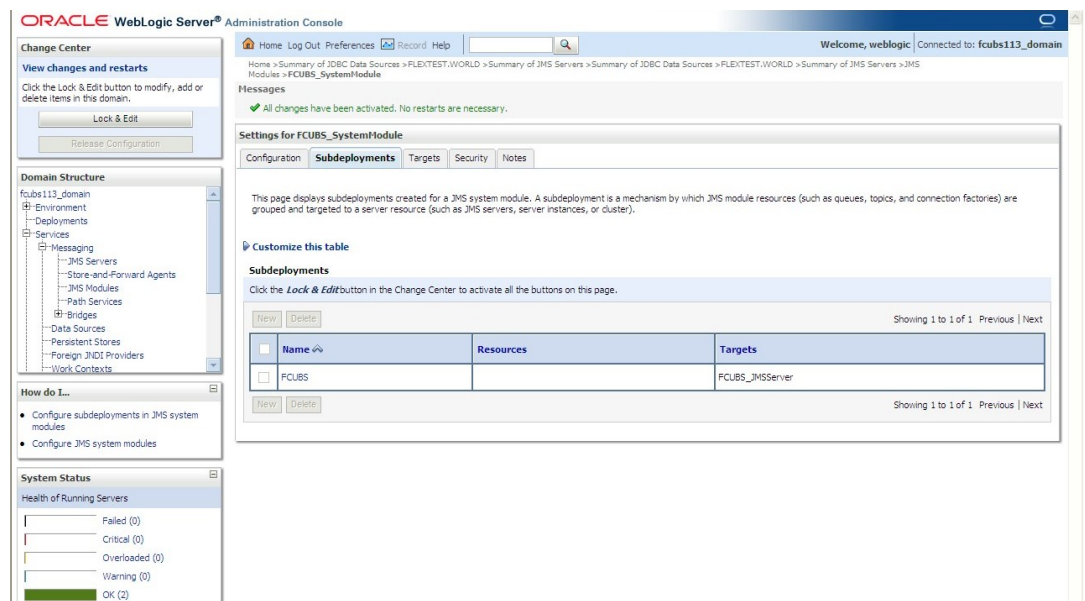 ORACLE WebLogic Server® Administration Console
Change Center
View changes and restarts
Click the Lock & Edit button to modify, add or
delete items in this domain.
Lock & Edit
Release Configuration
Domain Structure
fcubs113_domain
Environment
Deployments
Services
Messaging
JMS Servers
Store-and-Forward Agents
JMS Modules
Path Services
Bridges
Data Sources
Persistent Stores
Foreign JNDI Providers
Work Contexts
How do I...
Configure subdeployments in JMS system
modules
Configure JMS system modules
System Status
Health of Running Servers
Failed (0)
Critical (0)
Overloaded (0)
Warning (0)
OK (2)
Home Log Out Preferences Record Help
Welcome, weblogic Connected to: fcubs113_domain
Home >Summary of JDBC Data Sources >FLEXTEST.WORLD >Summary of JMS Servers >Summary of JDBC Data Sources >FLEXTEST.WORLD >Summary of JMS Servers >JMS
Modules >FCUBS_SystemModule
Messages
All changes have been activated. No restarts are necessary.
Settings for FCUBS_SystemModule
Configuration Subdeployments Targets Security Notes
This page displays subdeployments created for a JMS system module. A subdeployment is a mechanism by which JMS module resources (such as queues, topics, and connection factories) are
grouped and targeted to a server resource (such as JMS servers, server instances, or cluster).
Customize this table
Subdeployments
Click the Lock & Edit button in the Change Center to activate all the buttons on this page.
New Delete Showing 1 to 1 of 1 Previous | Next
Name Resources Targets
FCUBS FCUBS_JMSServer
New Delete Showing 1 to 1 of 1 Previous | Next